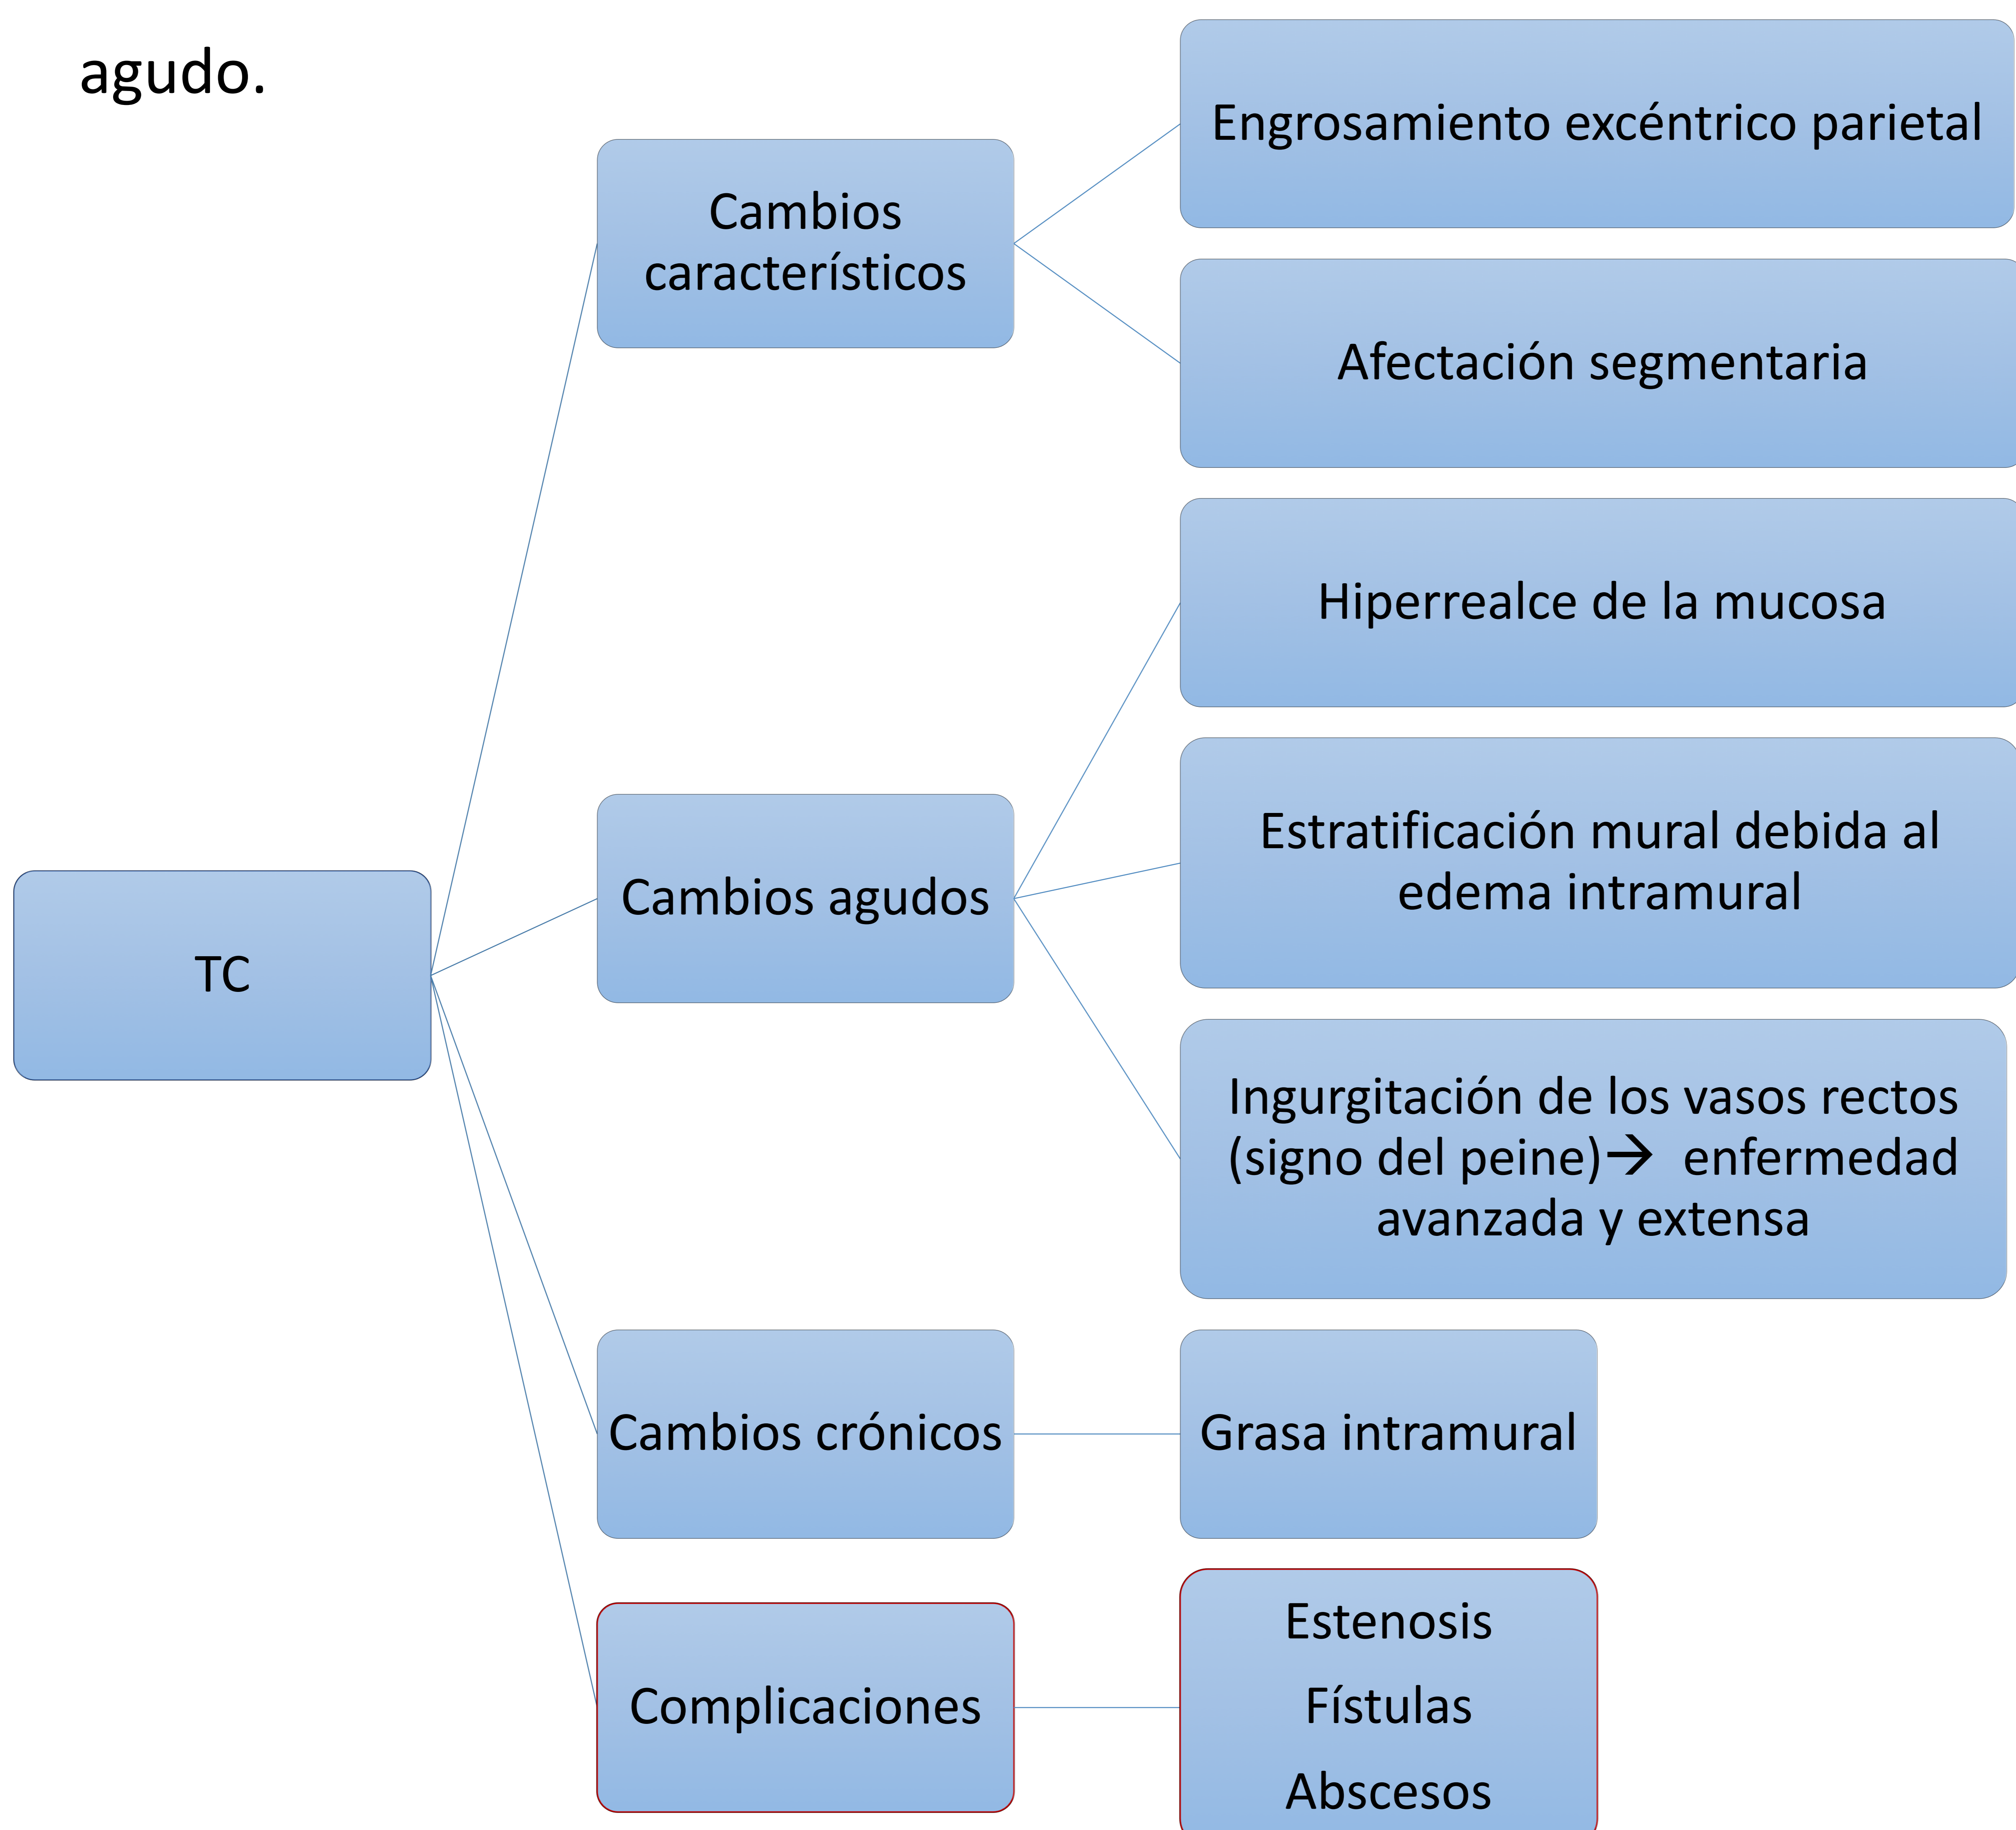 agudo.
TC
Cambios
característicos
Engrosamiento excéntrico parietal
Afectación segmentaria
Cambios agudos
Hiperrealce de la mucosa
Estratificación mural debida al
edema intramural
Ingurgitación de los vasos rectos
(signo del peine)→ enfermedad
avanzada y extensa
Cambios crónicos
Grasa intramural
Complicaciones
Estenosis
Fístulas
Abscesos